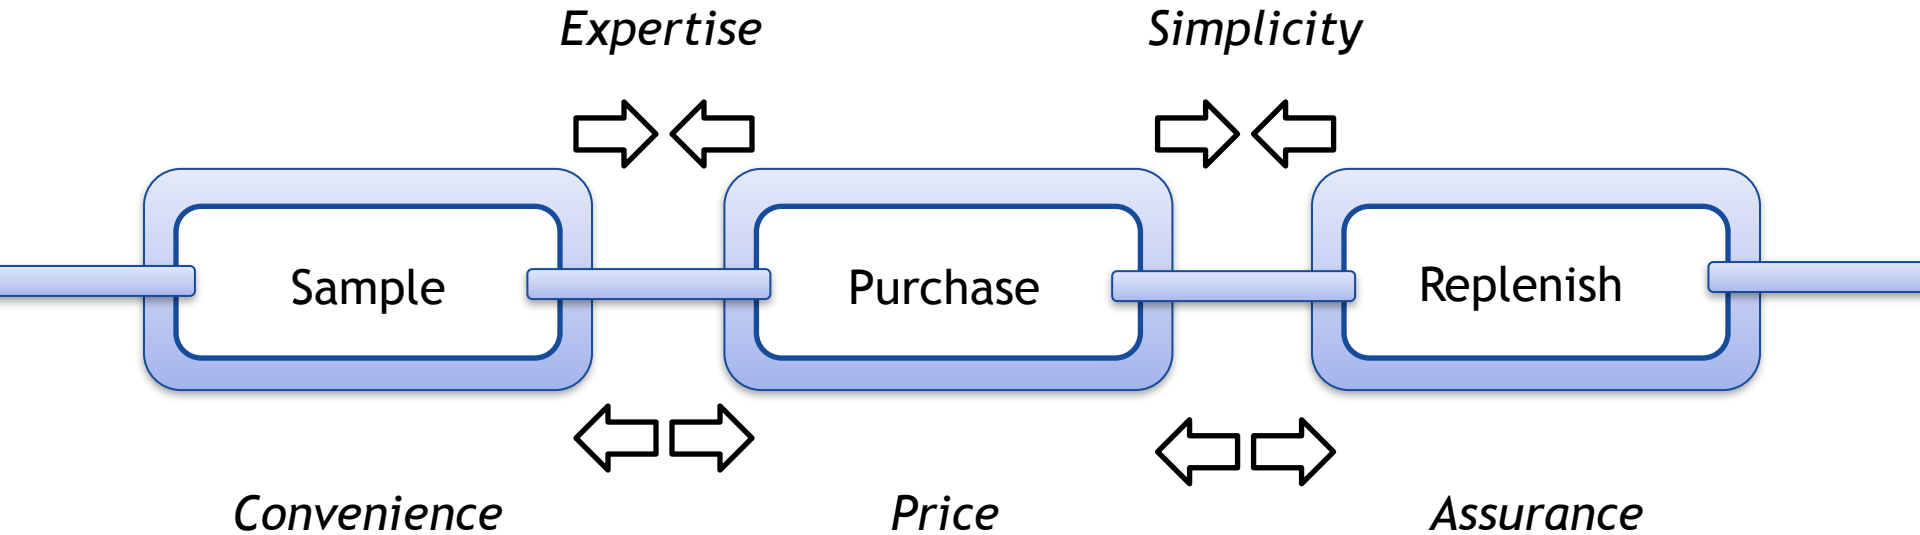 Expertise
Simplicity
Sample
Purchase
Replenish
Convenience
Price
Assurance